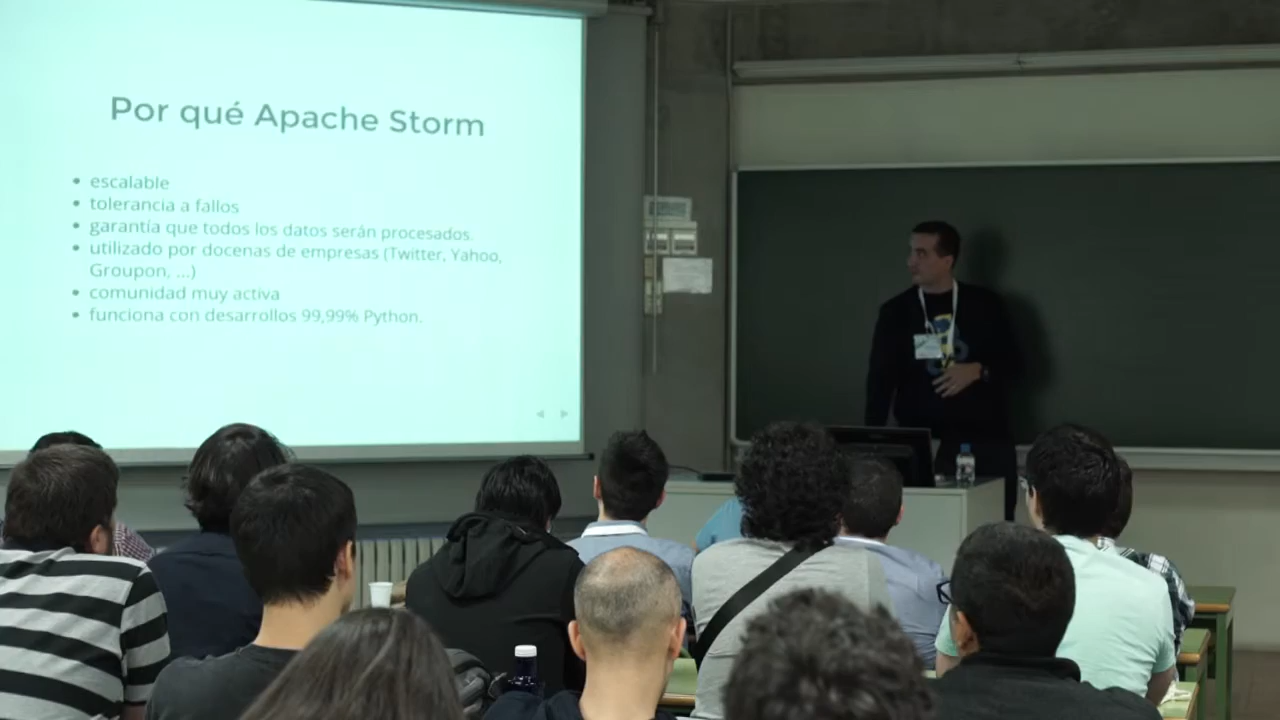 Por qué Apache Storm
• escalable
• tolerancia a fallos
• garantía que todos los datos serán procesados.
• utilizado por docenas de empresas (Twitter, Yahoo,
Groupon, ...)
• comunidad muy activa
• funciona con desarrollos 99,99% Python.